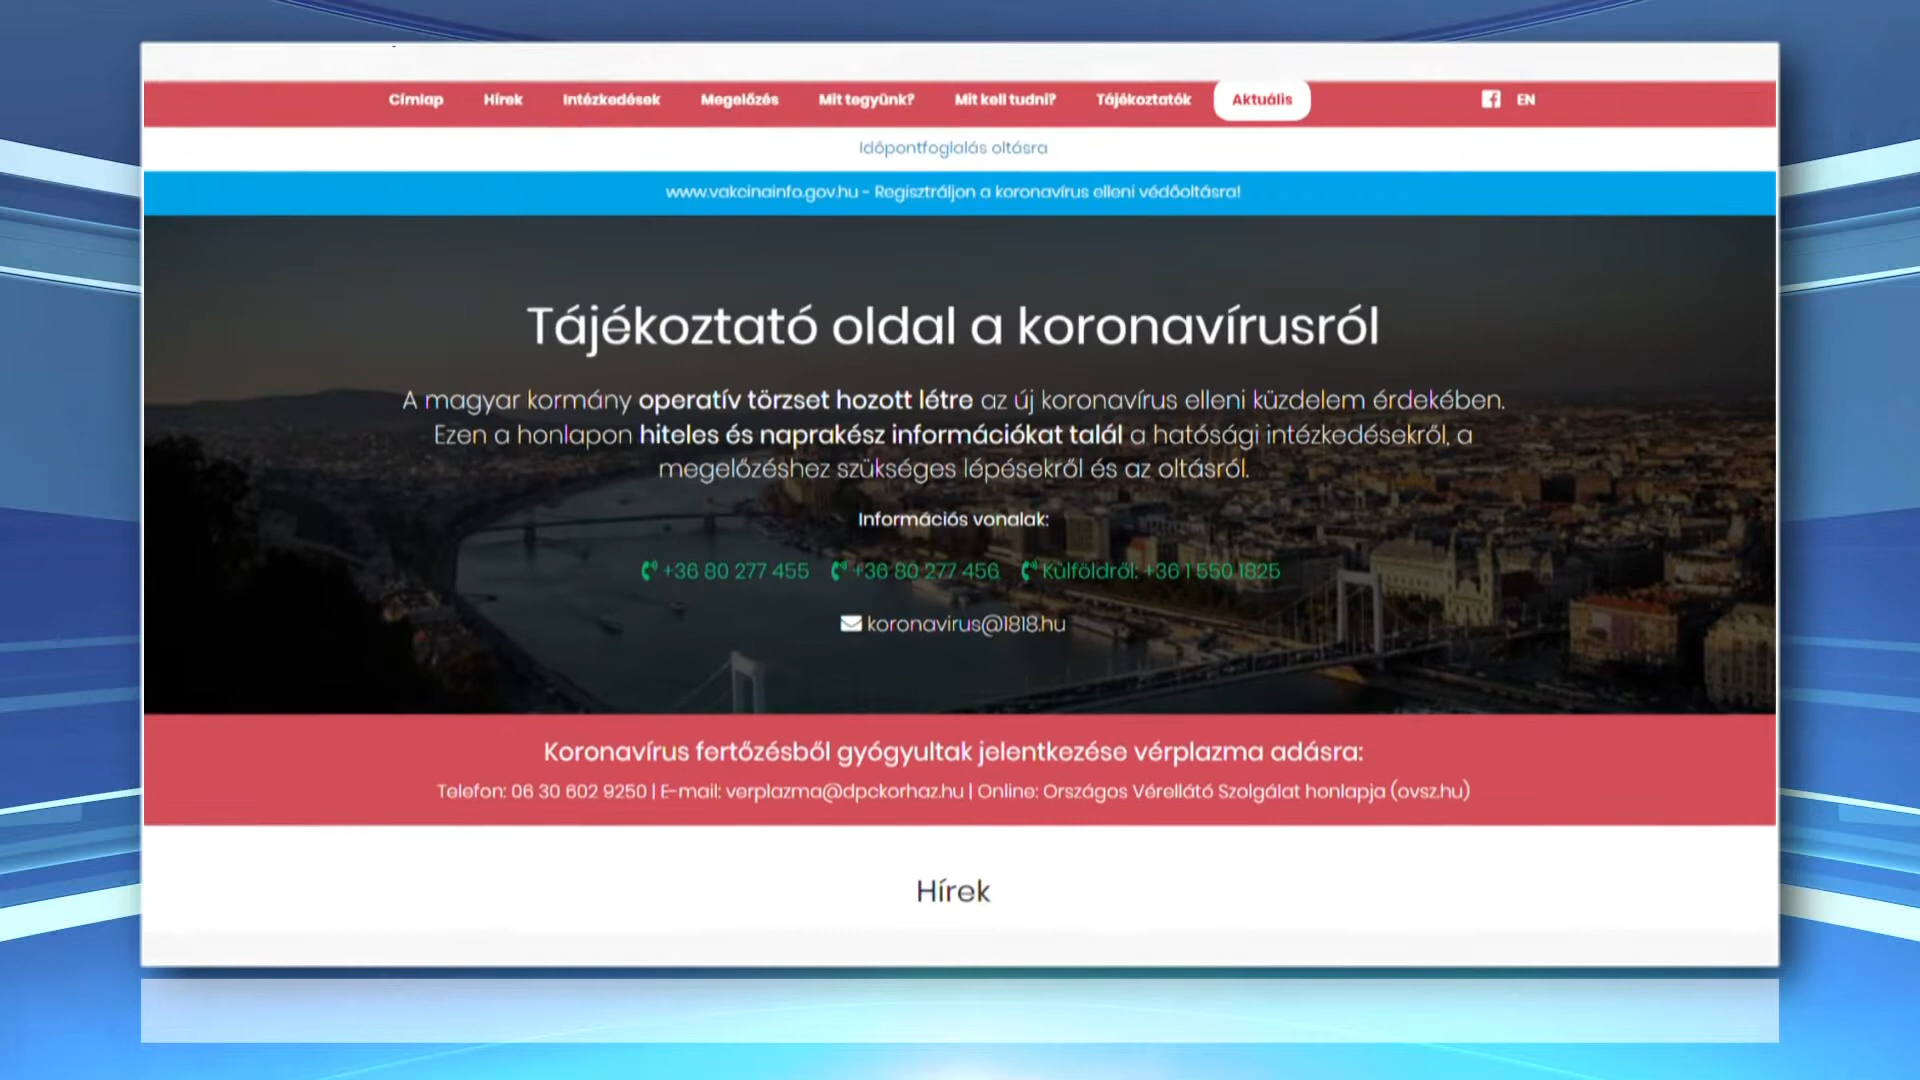 Címlap Hírek Intézkedések Megelőzés Mit tegyünk? Mit kell tudni? Tájékoztatók Aktuális EN
Időpontfoglalás oltásra
www.vakcinainfo.gov.hu - Regisztráljon a koronavírus elleni védőoltásra!
Tájékoztató oldal a koronavírusról
A magyar kormány operatív törzset hozott létre az új koronavírus elleni küzdelem érdekében.
Ezen a honlapon hiteles és naprakész információkat talál a hatósági intézkedésekről, a
megelőzéshez szükséges lépésekről és az oltásról.
Információs vonalak:
+36 80 277 455 +36 80 277 456 Külföldről: +36 1 550 1825
koronavirus@1818.hu
Koronavírus fertőzésből gyógyultak jelentkezése vérplazma adásra:
Telefon: 06 30 602 9250 | E-mail: verplazma@dpckorhaz.hu | Online: Országos Vérellátó Szolgálat honlapja (ovsz.hu)
Hírek